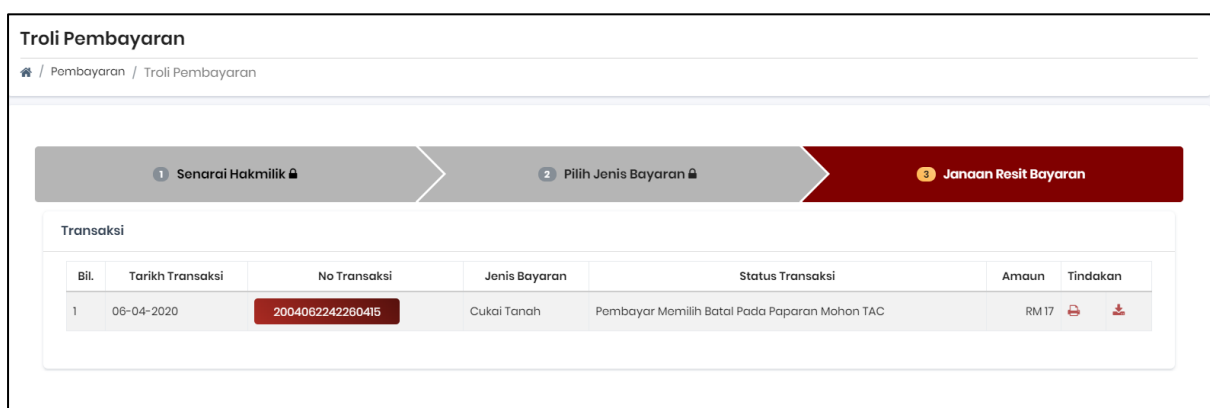 Troli Pembayaran
/ Pembayaran / Troli Pembayaran
1 Senarai Hakmilik 2 Pilih Jenis Bayaran 3 Janaan Resit Bayaran
Transaksi
Bil. Tarikh Transaksi No Transaksi Jenis Bayaran Status Transaksi Amaun Tindakan
1 06-04-2020 2004062242260415 Cukai Tanah Pembayar Memilih Batal Pada Paparan Mohon TAC RM 17